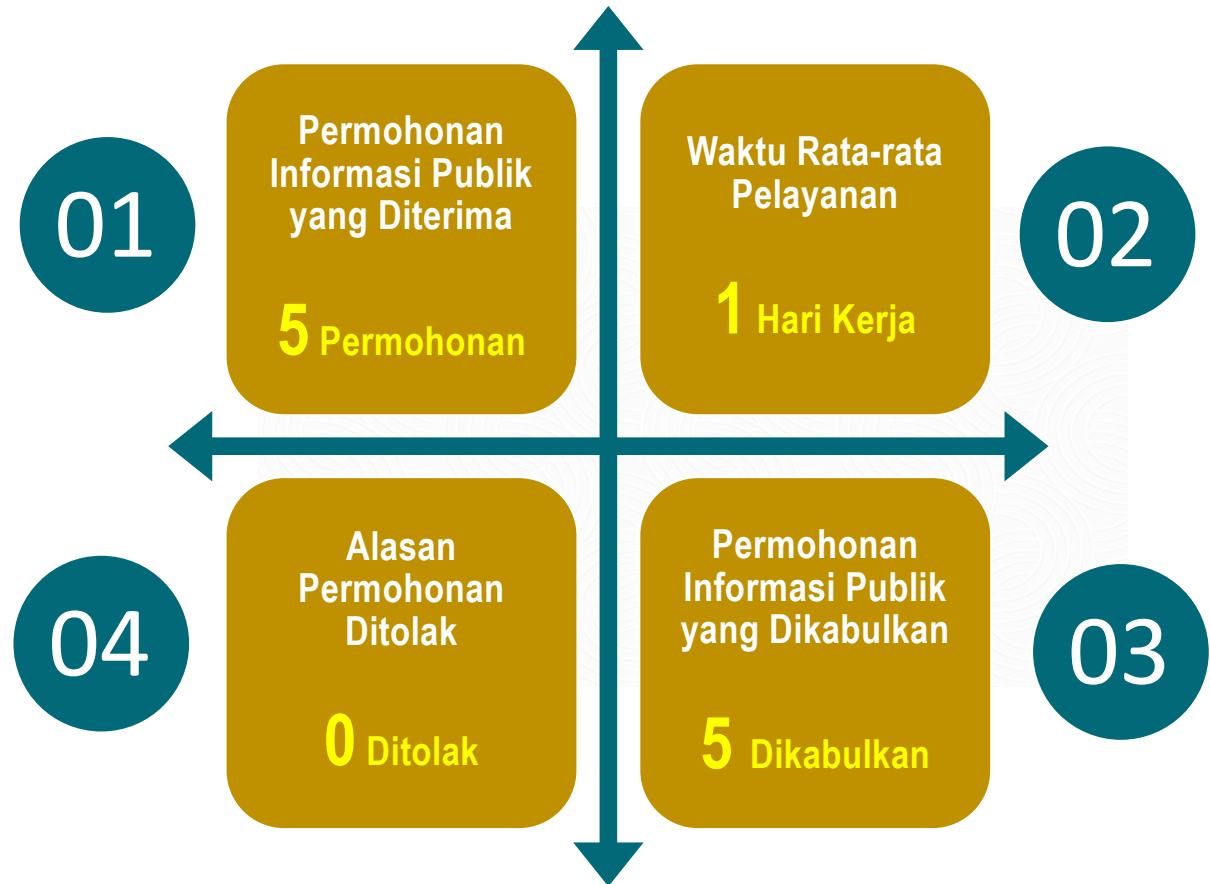 01
Permohonan
Informasi Publik
yang Diterima
5 Permohonan
Waktu Rata-rata
Pelayanan
1 Hari Kerja
02
04
Alasan
Permohonan
Ditolak
0 Ditolak
Permohonan
Informasi Publik
yang Dikabulkan
5 Dikabulkan
03